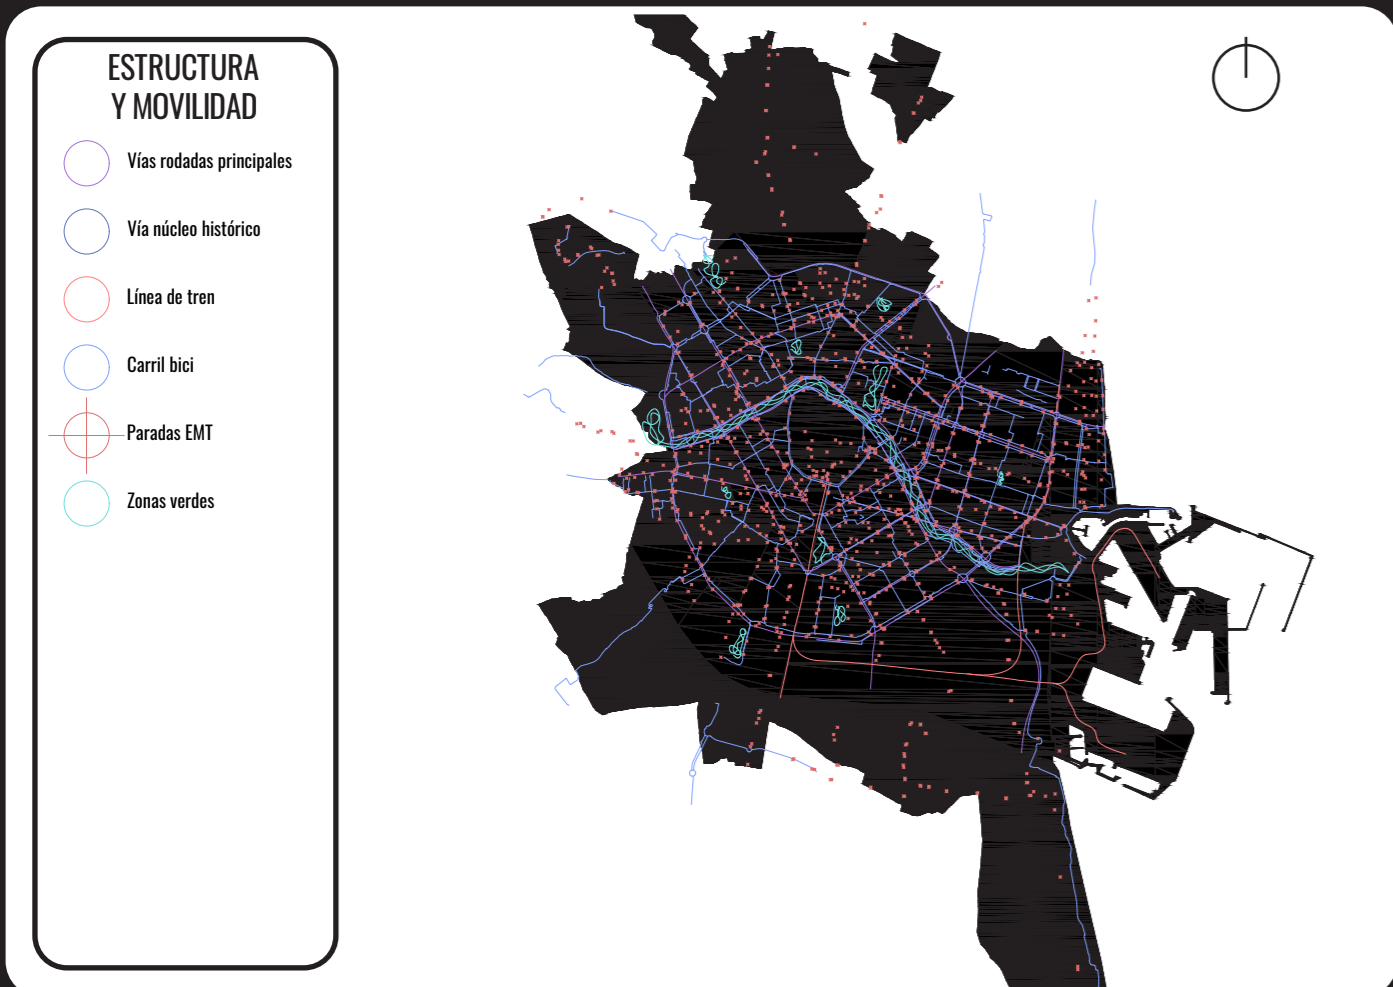 ESTRUCTURA
Y MOVILIDAD
Vías rodadas principales
Vía núcleo histórico
Línea de tren
Carril bici
Paradas EMT
Zonas verdes